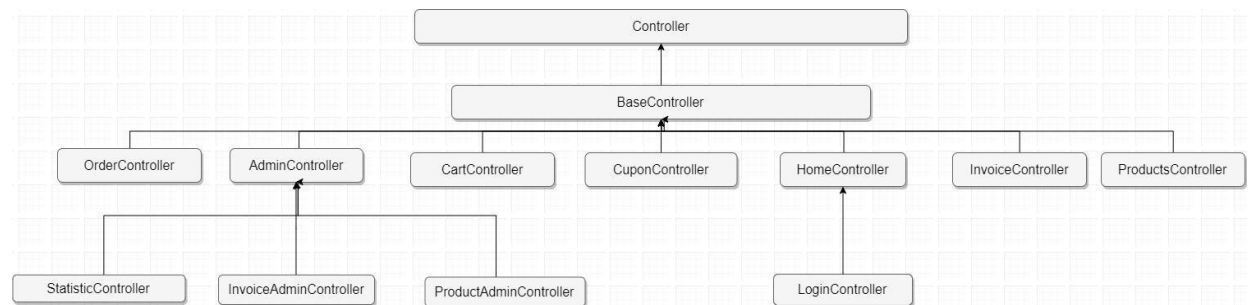 Controller
BaseController
OrderController
AdminController
CartController
CuponController
HomeController
InvoiceController
ProductsController
StatisticController
InvoiceAdminController
ProductAdminController
LoginController